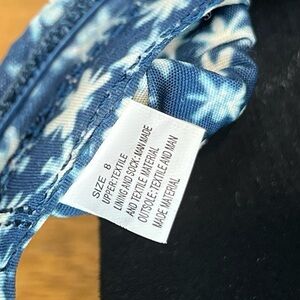 SIZE 8
UPPER:TEXTILE
LINING AND SOCK:MAN MADE
AND TEXTILE MATERIAL
OUTSOLE:TEXTILE AND MAN
MADE MATERIAL